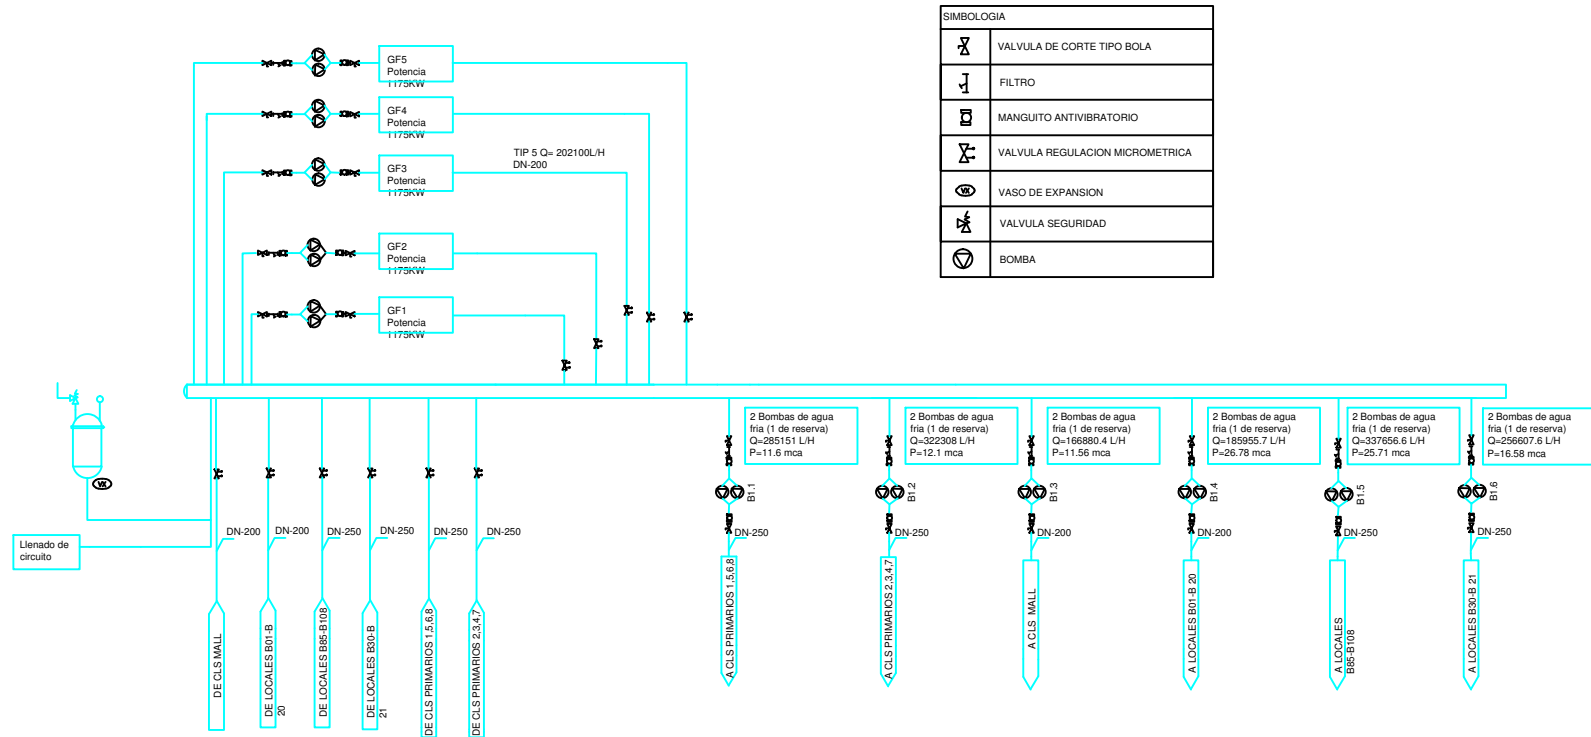 SIMBOLOGIA
VALVULA DE CORTE TIPO BOLA
FILTRO
MANGUITO ANTIVIBRATORIO
VALVULA REGULACION MICROMETRICA
VX
VASO DE EXPANSION
VALVULA SEGURIDAD
BOMBA
GF5
Potencia
1175KW
GF4
Potencia
1175KW
GF3
Potencia
1175KW
TIP 5 Q= 202100L/H
DN-200
GF2
Potencia
1175KW
GF1
Potencia
1175KW
2 Bombas de agua
fria (1 de reserva)
Q=285151 L/H
P=11.6 mca
2 Bombas de agua
fria (1 de reserva)
Q=322308 L/H
P=12.1 mca
2 Bombas de agua
fria (1 de reserva)
Q=166880.4 L/H
P=11.56 mca
2 Bombas de agua
fria (1 de reserva)
Q=185955.7 L/H
P=26.78 mca
2 Bombas de agua
fria (1 de reserva)
Q=337656.6 L/H
P=25.71 mca
2 Bombas de agua
fria (1 de reserva)
Q=256607.6 L/H
P=16.58 mca
VX
B1.1
B1.2
B1.3
B1.4
B1.5
B1.6
Llenado de
circuito
DN-200
DN-200
DN-250
DN-250
DN-250
DN-250
DN-250
DN-250
DN-200
DN-200
DN-250
DN-250
DE CLS MALL
DE LOCALES B01-B
20
DE LOCALES B85-B108
DE LOCALES B30-B
21
DE CLS PRIMARIOS 1,5,6,8
DE CLS PRIMARIOS 2,3,4,7
A CLS PRIMARIOS 1,5,6,8
A CLS PRIMARIOS 2,3,4,7
A CLS  MALL
A LOCALES B01-B 20
A LOCALES
B85-B108
A LOCALES B30-B 21